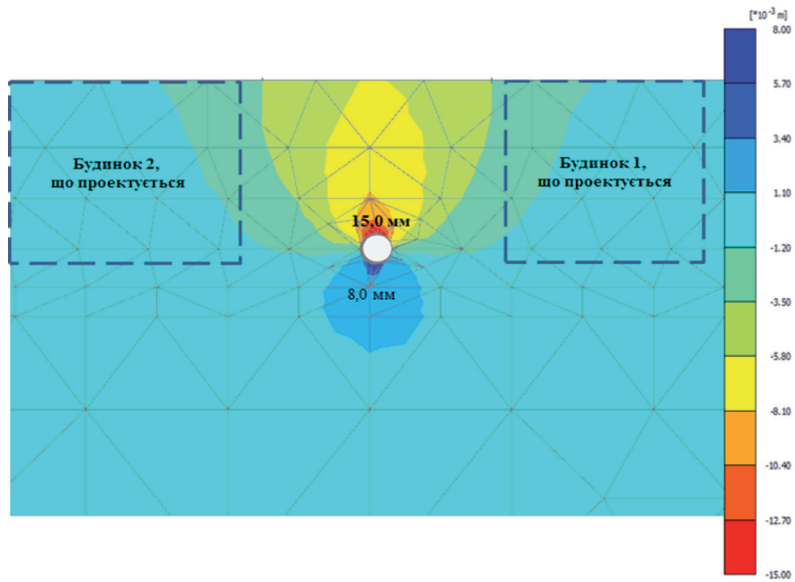 [*10⁻³ m]
8.00
5.70
3.40
1.10
-1.20
-3.50
-5.80
-8.10
-10.40
-12.70
-15.00
Будинок 2,
що проектується
Будинок 1,
що проектується
15,0 мм
8,0 мм